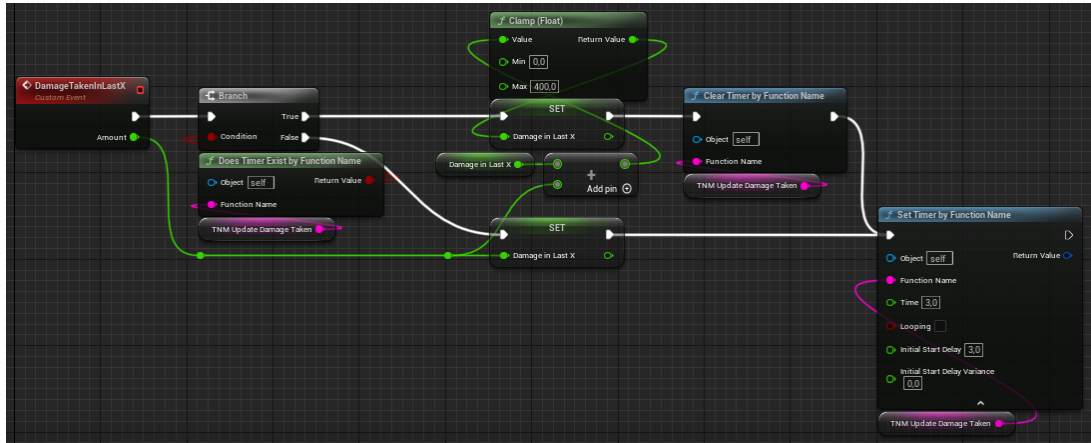 DamageTakenInLastX
Custom Event
Amount
Branch
True
Condition
False
Does Timer Exist by Function Name
Object self
Return Value
Function Name
TNM Update Damage Taken
Clamp (Float)
Value
Return Value
Min 0,0
Max 400,0
SET
Damage in Last X
Damage in Last X
Add pin
SET
Damage in Last X
Clear Timer by Function Name
Object self
Function Name
TNM Update Damage Taken
Set Timer by Function Name
Object self
Return Value
Function Name
Time 3,0
Looping
Initial Start Delay 3,0
Initial Start Delay Variance
0,0
TNM Update Damage Taken